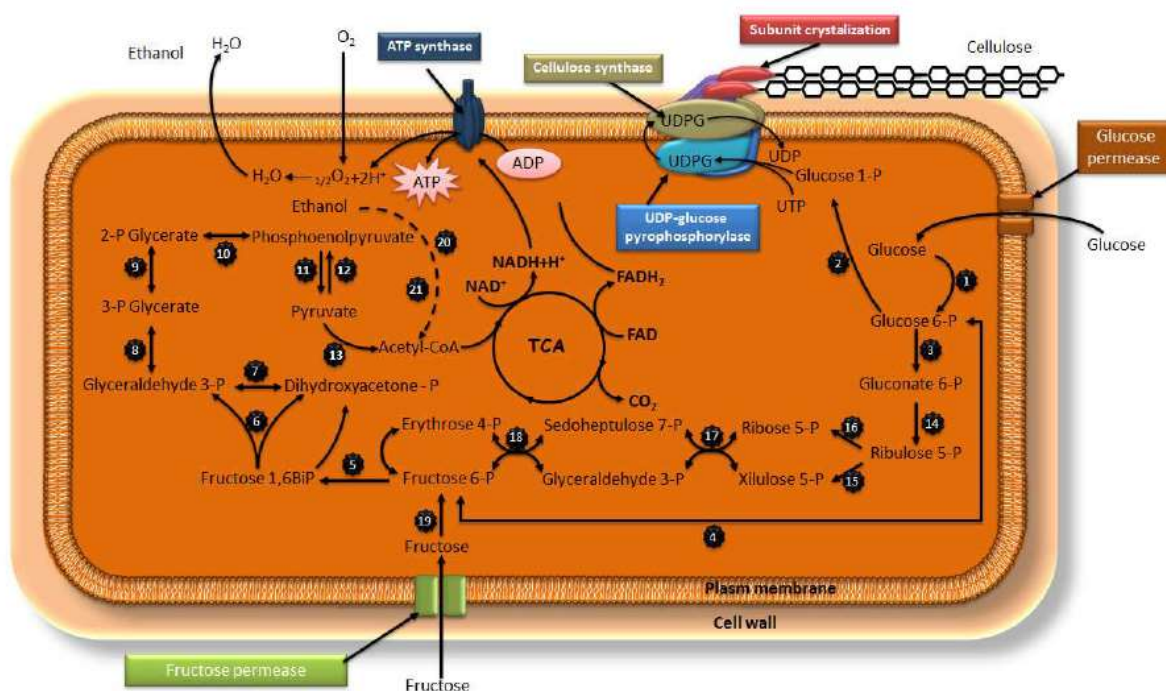 Ethanol
H₂O
O₂
ATP synthase
Subunit crystalization
Cellulose synthase
Cellulose
UDPG
UDPG
UDP
Glucose 1-P
UTP
UDP-glucose
pyrophosphorylase
Glucose
permease
Glucose
Glucose
1
2
Glucose 6-P
3
Gluconate 6-P
14
Ribulose 5-P
16
15
Ribose 5-P
Xilulose 5-P
17
Sedoheptulose 7-P
Glyceraldehyde 3-P
18
Erythrose 4-P
Fructose 6-P
4
5
Fructose 1,6BiP
6
Glyceraldehyde 3-P
7
Dihydroxyacetone - P
8
3-P Glycerate
9
2-P Glycerate
10
Phosphoenolpyruvate
11
12
Pyruvate
13
Acetyl-CoA
20
21
Ethanol
H₂O
O₂+2H⁺
ATP
ADP
NADH+H⁺
NAD⁺
TCA
FADH₂
FAD
CO₂
19
Fructose
Plasm membrane
Cell wall
Fructose permease
Fructose